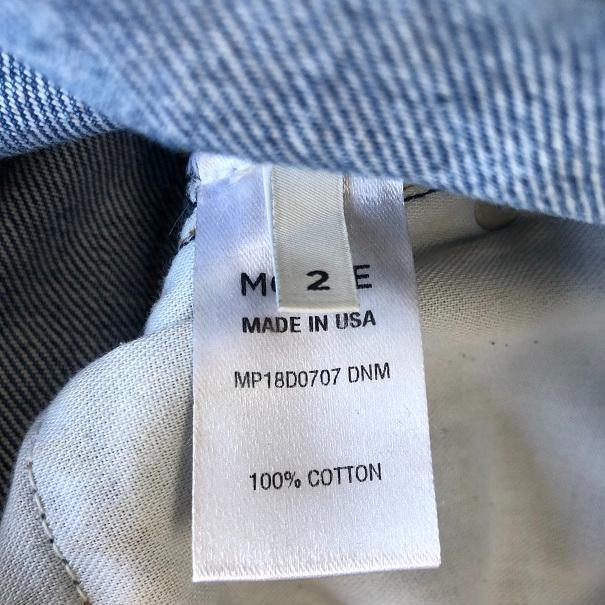 2
MADE IN USA
MP18D0707 DNM
100% COTTON